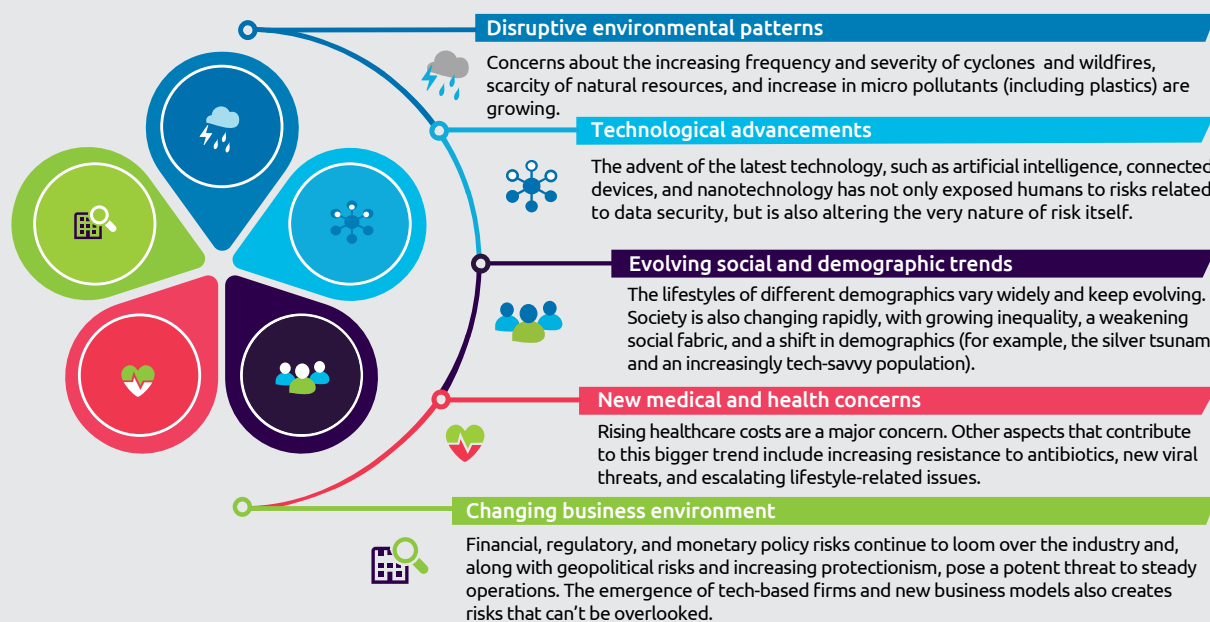 Disruptive environmental patterns
Concerns about the increasing frequency and severity of cyclones and wildfires,
scarcity of natural resources, and increase in micro pollutants (including plastics) are
growing.
Technological advancements
The advent of the latest technology, such as artificial intelligence, connected
devices, and nanotechnology has not only exposed humans to risks related
to data security, but is also altering the very nature of risk itself.
Evolving social and demographic trends
The lifestyles of different demographics vary widely and keep evolving.
Society is also changing rapidly, with growing inequality, a weakening
social fabric, and a shift in demographics (for example, the silver tsunam
and an increasingly tech-savvy population).
New medical and health concerns
Rising healthcare costs are a major concern. Other aspects that contribute
to this bigger trend include increasing resistance to antibiotics, new viral
threats, and escalating lifestyle-related issues.
Changing business environment
Financial, regulatory, and monetary policy risks continue to loom over the industry and,
along with geopolitical risks and increasing protectionism, pose a potent threat to steady
operations. The emergence of tech-based firms and new business models also creates
risks that can't be overlooked.